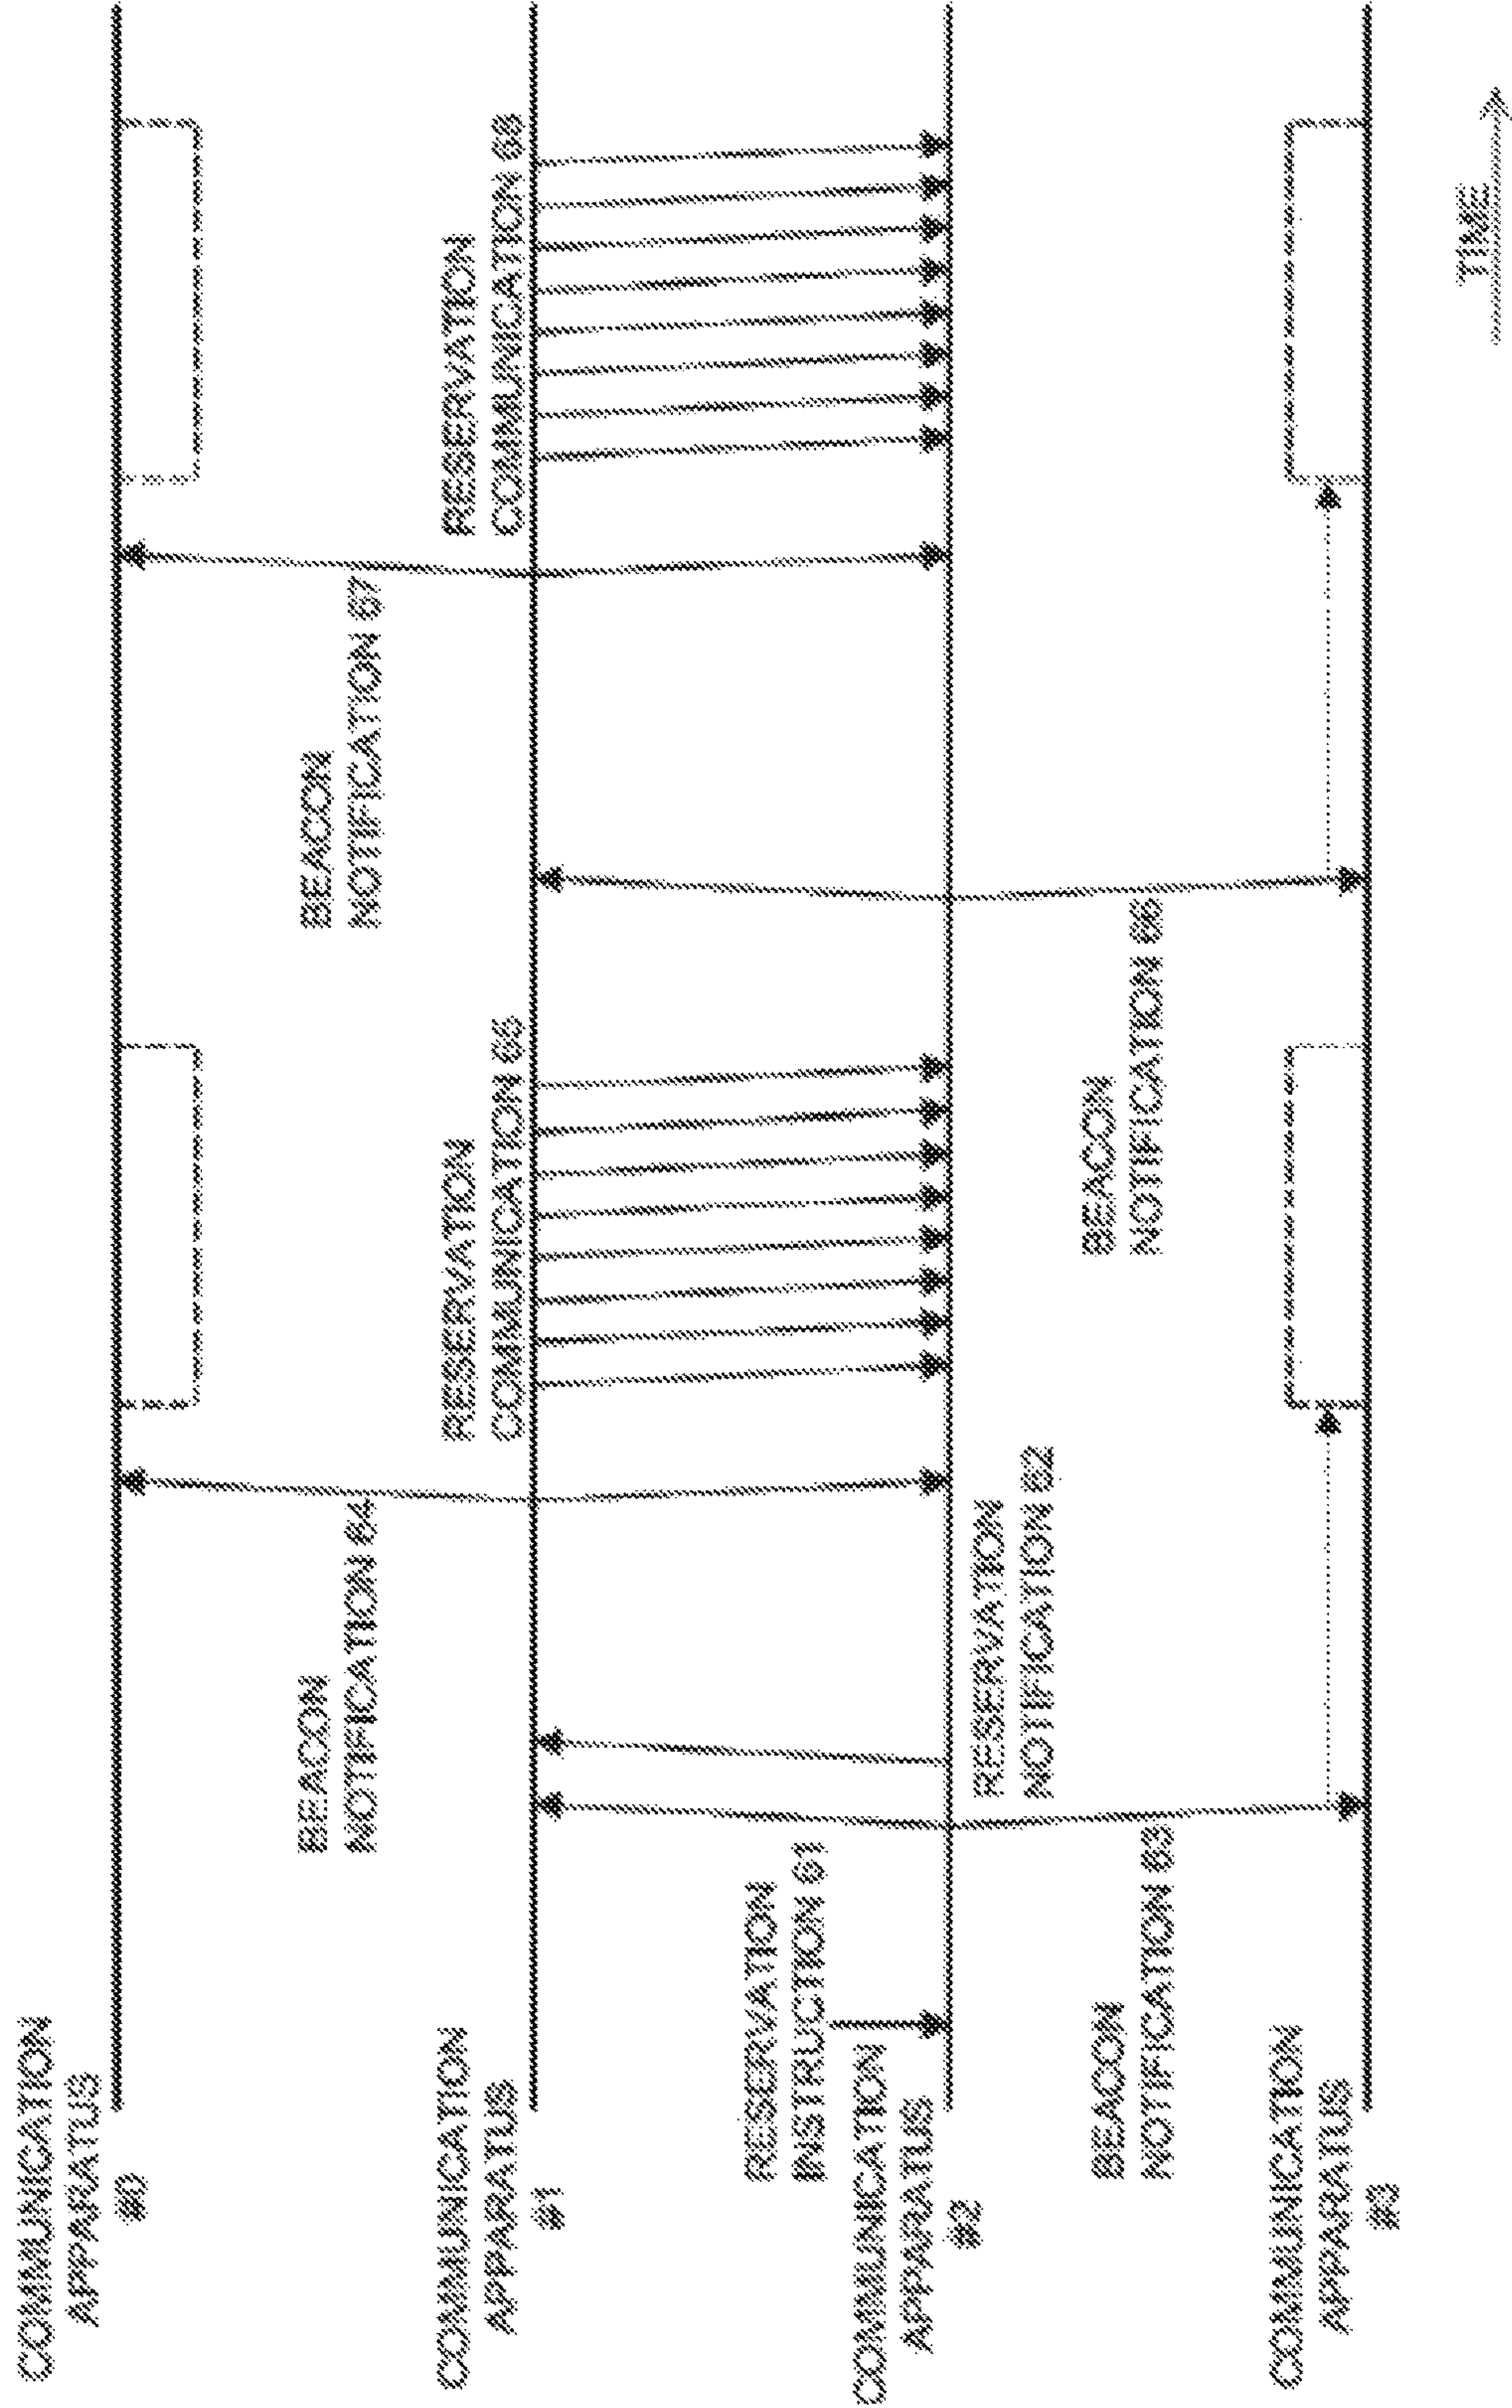 COMMUNICATION
APPARATUS
#0
COMMUNICATION
APPARATUS
#1
RESERVATION
INSTRUCTION 61
COMMUNICATION
APPARATUS
#2
BEACON
NOTIFICATION 63
COMMUNICATION
APPARATUS
#3
BEACON
NOTIFICATION 64
RESERVATION
NOTIFICATION 62
RESERVATION
COMMUNICATION 65
BEACON
NOTIFICATION 66
BEACON
NOTIFICATION 67
RESERVATION
COMMUNICATION 68
TIME